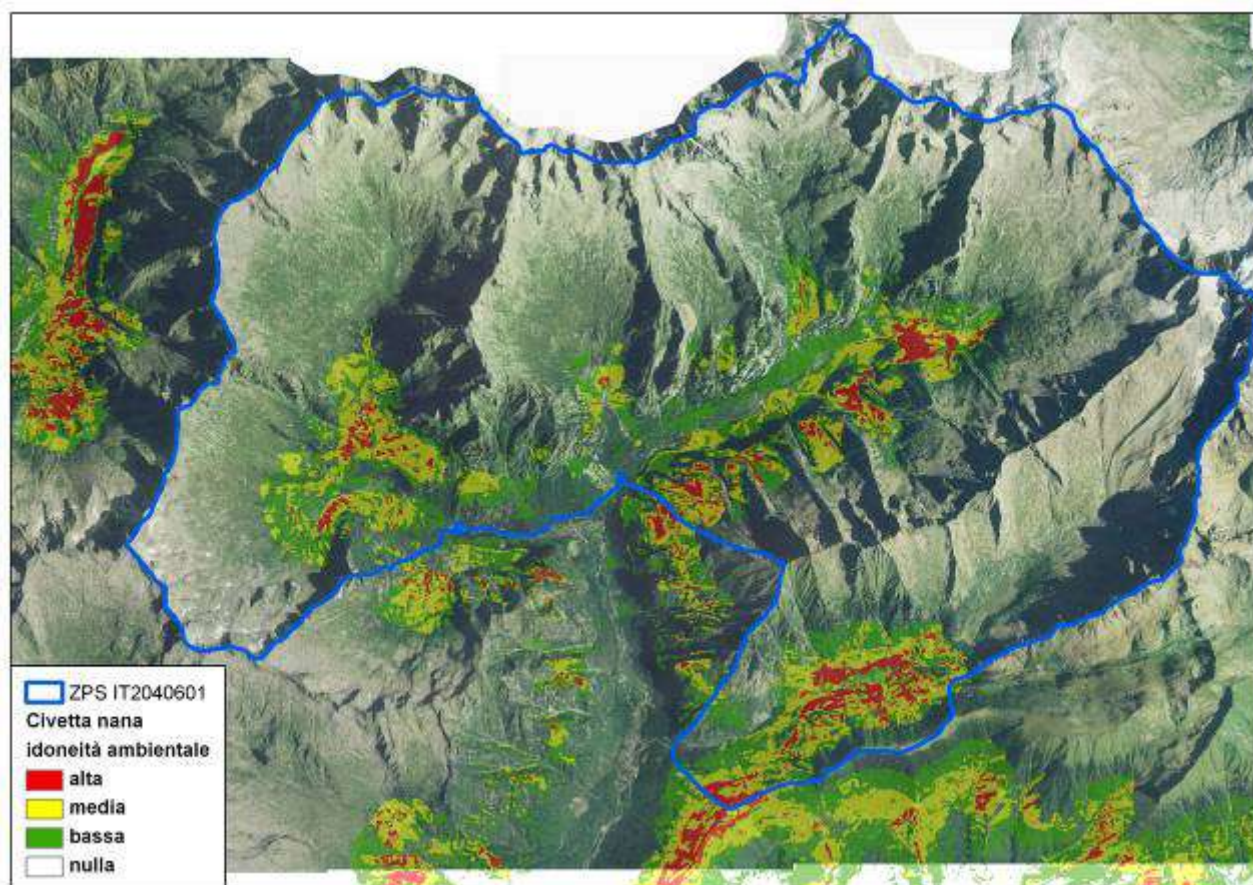 ZPS IT2040601
Civetta nana
idoneità ambientale
alta
media
bassa
nulla